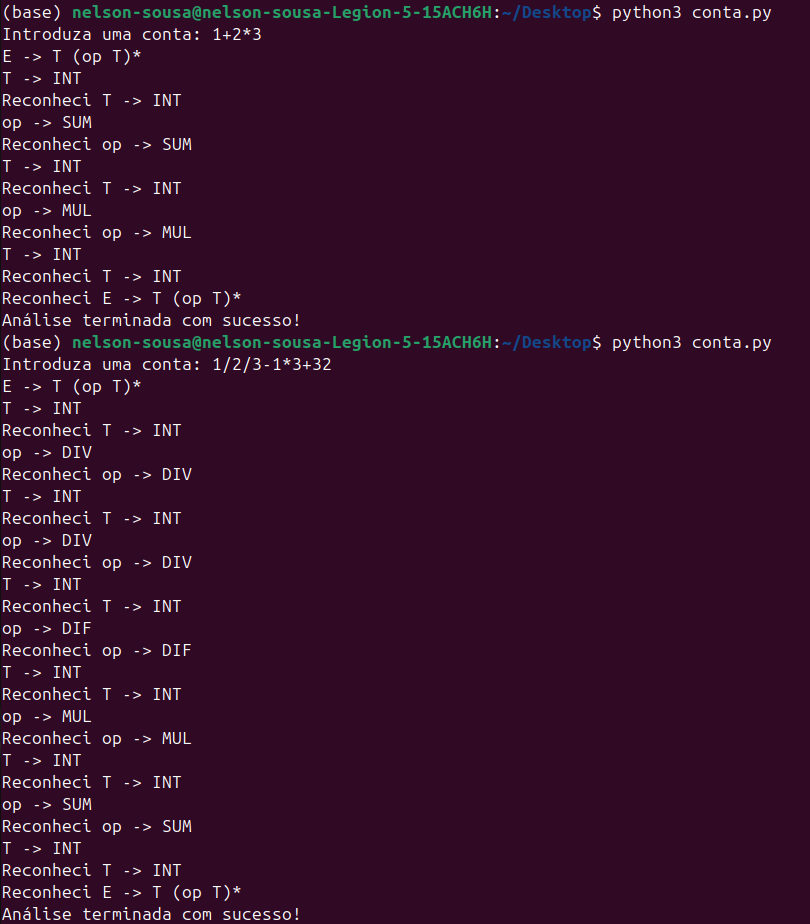 (base) nelson-sousa@nelson-sousa-Legion-5-15ACH6H:~/Desktop$ python3 conta.py
Introduza uma conta: 1+2*3
E -> T (op T)*
T -> INT
Reconheci T -> INT
op -> SUM
Reconheci op -> SUM
T -> INT
Reconheci T -> INT
op -> MUL
Reconheci op -> MUL
T -> INT
Reconheci T -> INT
Reconheci E -> T (op T)*
Análise terminada com sucesso!
(base) nelson-sousa@nelson-sousa-Legion-5-15ACH6H:~/Desktop$ python3 conta.py
Introduza uma conta: 1/2/3-1*3+32
E -> T (op T)*
T -> INT
Reconheci T -> INT
op -> DIV
Reconheci op -> DIV
T -> INT
Reconheci T -> INT
op -> DIV
Reconheci op -> DIV
T -> INT
Reconheci T -> INT
op -> DIF
Reconheci op -> DIF
T -> INT
Reconheci T -> INT
op -> MUL
Reconheci op -> MUL
T -> INT
Reconheci T -> INT
op -> SUM
Reconheci op -> SUM
T -> INT
Reconheci T -> INT
Reconheci E -> T (op T)*
Análise terminada com sucesso!